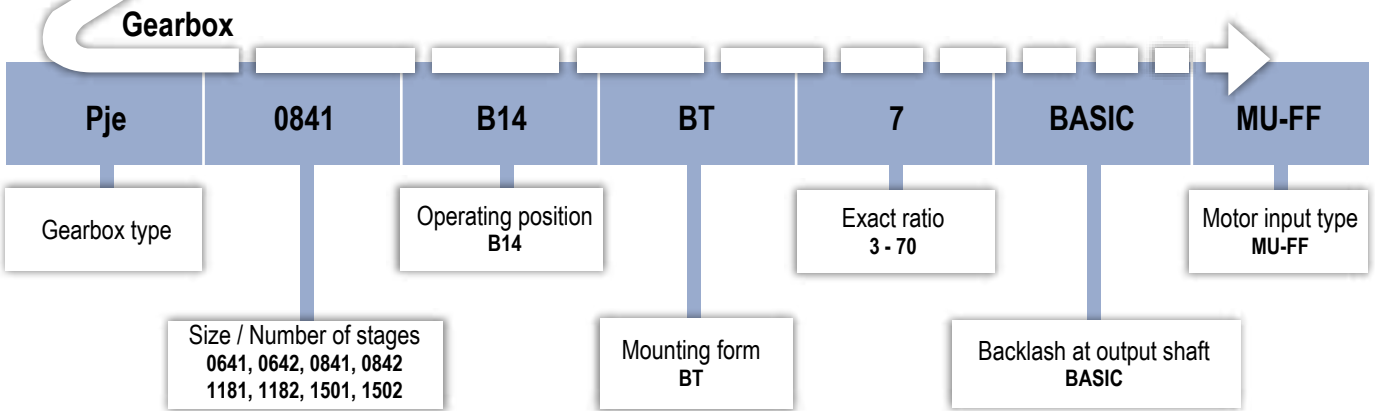 Gearbox
Pje 0841 B14 BT 7 BASIC MU-FF
Gearbox type
Operating position
B14
Exact ratio
3 - 70
Motor input type
MU-FF
Size / Number of stages
0641, 0642, 0841, 0842
1181, 1182, 1501, 1502
Mounting form
BT
Backlash at output shaft
BASIC